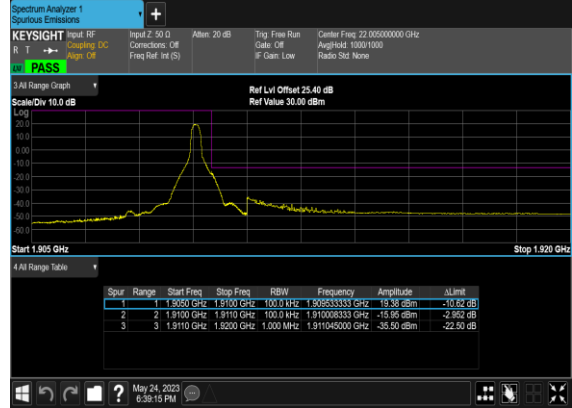 Spectrum Analyzer 1
Spurious Emissions
KEYSIGHT Input: RF Input Z: 50 Ω Atten: 20 dB Trig: Free Run Center Freq: 22.005000000 GHz
R T Coupling: DC Corrections: Off Gate: Off Avg|Hold: 1000/1000
Align: Off Freq Ref: Int (S) IF Gain: Low Radio Std: None
PASS
3 All Range Graph
Ref Lvl Offset 25.40 dB
Scale/Div 10.0 dB Ref Value 30.00 dBm
Log
20.0
10.0
0.00
-10.0
-20.0
-30.0
-40.0
-50.0
-60.0
Start 1.905 GHz Stop 1.920 GHz
4 All Range Table
Spur Range Start Freq Stop Freq RBW Frequency Amplitude ΔLimit
1 1 1.9050 GHz 1.9100 GHz 100.0 kHz 1.909533333 GHz 19.38 dBm -10.62 dB
2 2 1.9100 GHz 1.9110 GHz 100.0 kHz 1.910008333 GHz -15.95 dBm -2.952 dB
3 3 1.9110 GHz 1.9200 GHz 1.000 MHz 1.911045000 GHz -35.50 dBm -22.50 dB
May 24, 2023
6:39:15 PM